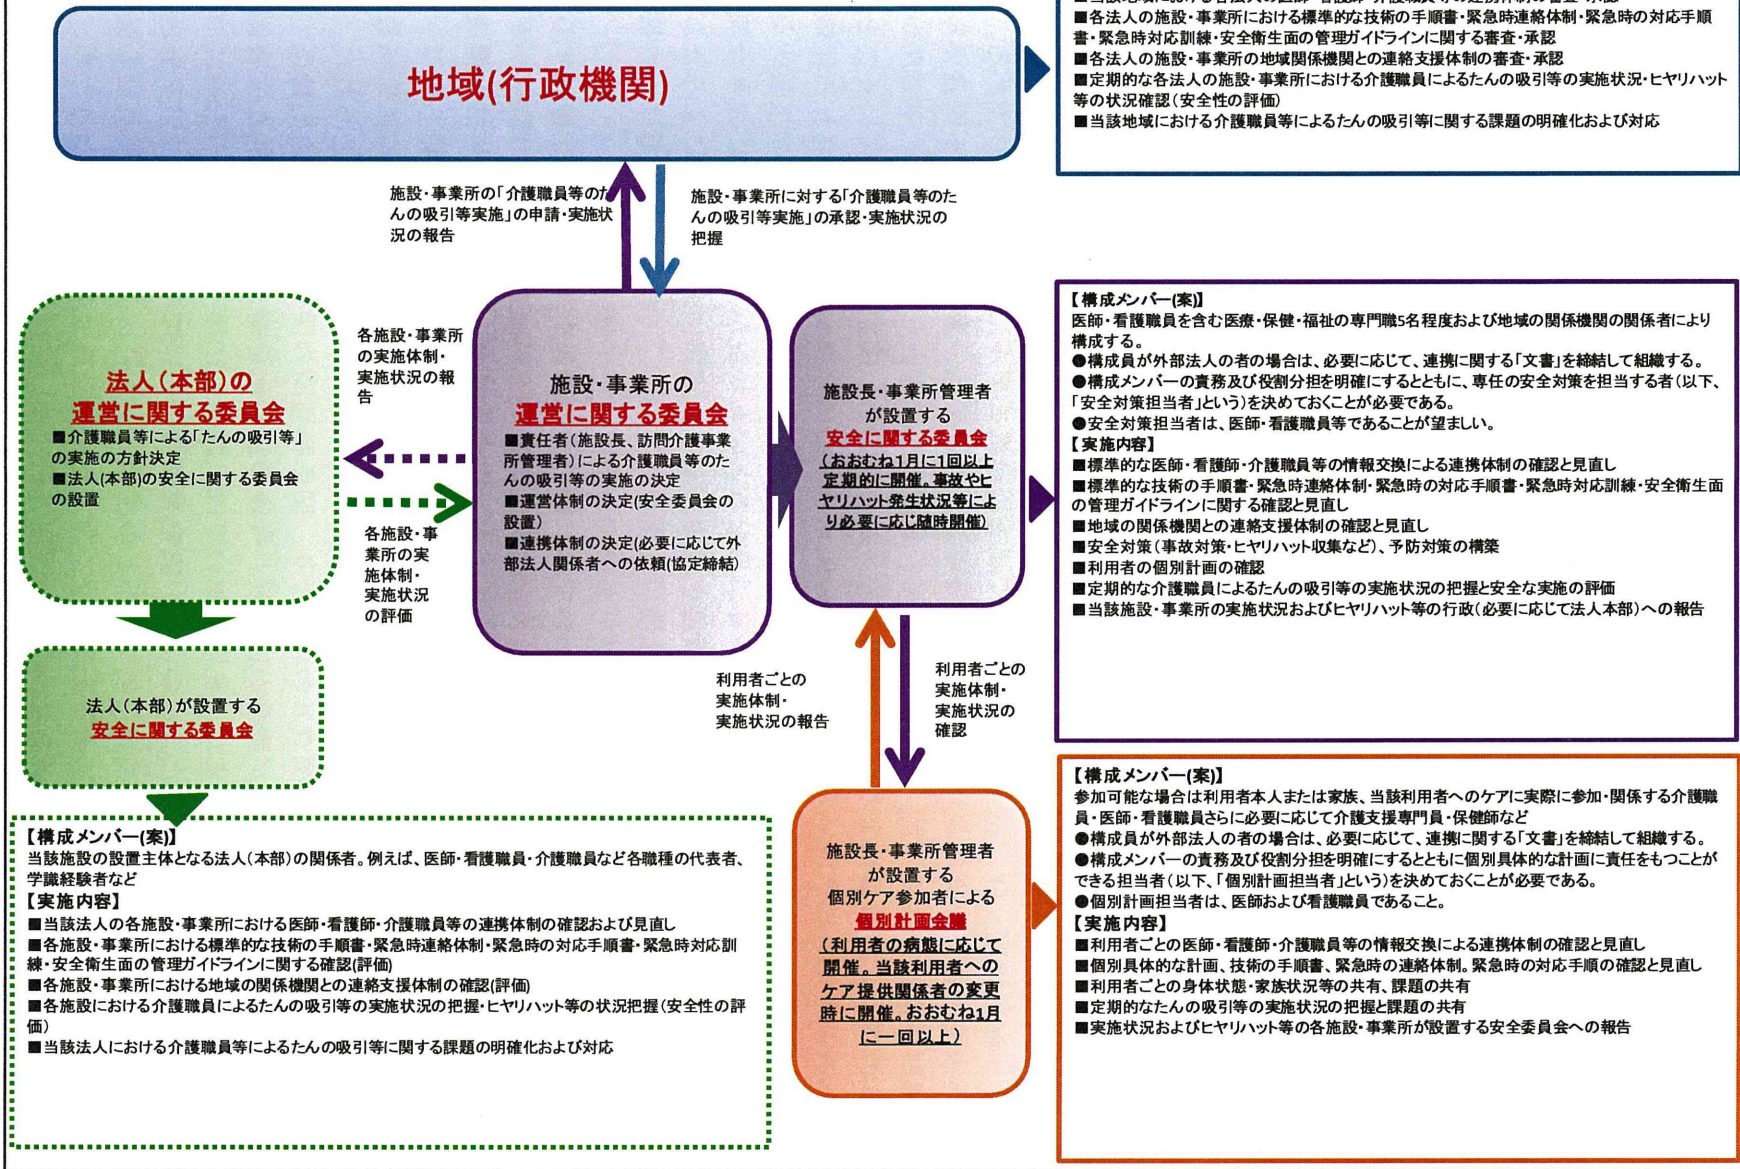 地域(行政機関)
■各法人の施設・事業所における標準的な技術の手順書・緊急時連絡体制・緊急時の対応手順
書・緊急時対応訓練・安全衛生面の管理ガイドラインに関する審査・承認
■各法人の施設・事業所の地域関係機関との連絡支援体制の審査・承認
■定期的な各法人の施設・事業所における介護職員によるたんの吸引等の実施状況・ヒヤリハット
等の状況確認(安全性の評価)
■当該地域における介護職員等によるたんの吸引等に関する課題の明確化および対応
施設・事業所の「介護職員等のた
んの吸引等実施」の申請・実施状
況の報告
施設・事業所に対する「介護職員等のた
んの吸引等実施」の承認・実施状況の
把握
法人(本部)の
運営に関する委員会
■介護職員等による「たんの吸引等」
の実施の方針決定
■法人(本部)の安全に関する委員会
の設置
各施設・事業所
の実施体制・
実施状況の報
告
各施設・事
業所の実
施体制・
実施状況
の評価
施設・事業所の
運営に関する委員会
■責任者(施設長、訪問介護事業
所管理者)による介護職員等のた
んの吸引等の実施の決定
■運営体制の決定(安全委員会の
設置)
■連携体制の決定(必要に応じて外
部法人関係者への依頼(協定締結)
施設長・事業所管理者
が設置する
安全に関する委員会
(おおむね1月に1回以上
定期的に開催。事故やヒ
ヤリハット発生状況等によ
り必要に応じ随時開催)
【構成メンバー(案)】
医師・看護職員を含む医療・保健・福祉の専門職5名程度および地域の関係機関の関係者により
構成する。
●構成員が外部法人の者の場合は、必要に応じて、連携に関する「文書」を締結して組織する。
●構成メンバーの責務及び役割分担を明確にするとともに、専任の安全対策を担当する者(以下、
「安全対策担当者」という)を決めておくことが必要である。
●安全対策担当者は、医師・看護職員等であることが望ましい。
【実施内容】
■標準的な医師・看護師・介護職員等の情報交換による連携体制の確認と見直し
■標準的な技術の手順書・緊急時連絡体制・緊急時の対応手順書・緊急時対応訓練・安全衛生面
の管理ガイドラインに関する確認と見直し
■地域の関係機関との連絡支援体制の確認と見直し
■安全対策(事故対策・ヒヤリハット収集など)、予防対策の構築
■利用者の個別計画の確認
■定期的な介護職員によるたんの吸引等の実施状況の把握と安全な実施の評価
■当該施設・事業所の実施状況およびヒヤリハット等の行政(必要に応じて法人本部)への報告
法人(本部)が設置する
安全に関する委員会
利用者ごとの
実施体制・
実施状況の報告
利用者ごとの
実施体制・
実施状況の
確認
【構成メンバー(案)】
当該施設の設置主体となる法人(本部)の関係者。例えば、医師・看護職員・介護職員など各職種の代表者、
学識経験者など
【実施内容】
■当該法人の各施設・事業所における医師・看護師・介護職員等の連携体制の確認および見直し
■各施設・事業所における標準的な技術の手順書・緊急時連絡体制・緊急時の対応手順書・緊急時対応訓
練・安全衛生面の管理ガイドラインに関する確認(評価)
■各施設・事業所における地域の関係機関との連絡支援体制の確認(評価)
■各施設における介護職員によるたんの吸引等の実施状況の把握・ヒヤリハット等の状況把握(安全性の評
価)
■当該法人における介護職員等によるたんの吸引等に関する課題の明確化および対応
施設長・事業所管理者
が設置する
個別ケア参加者による
個別計画会議
(利用者の病態に応じて
開催。当該利用者への
ケア提供関係者の変更
時に開催。おおむね1月
に一回以上)
【構成メンバー(案)】
参加可能な場合は利用者本人または家族、当該利用者へのケアに実際に参加・関係する介護職
員・医師・看護職員さらに必要に応じて介護支援専門員・保健師など
●構成員が外部法人の者の場合は、必要に応じて、連携に関する「文書」を締結して組織する。
●構成メンバーの責務及び役割分担を明確にするとともに個別具体的な計画に責任をもつことが
できる担当者(以下、「個別計画担当者」という)を決めておくことが必要である。
●個別計画担当者は、医師および看護職員であること。
【実施内容】
■利用者ごとの医師・看護師・介護職員等の情報交換による連携体制の確認と見直し
■個別具体的な計画、技術の手順書、緊急時の連絡体制。緊急時の対応手順の確認と見直し
■利用者ごとの身体状態・家族状況等の共有、課題の共有
■定期的なたんの吸引等の実施状況の把握と課題の共有
■実施状況およびヒヤリハット等の各施設・事業所が設置する安全委員会への報告